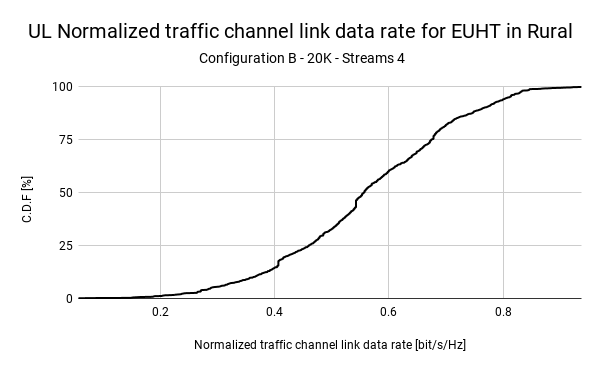 UL Normalized traffic channel link data rate for EUHT in Rural
Configuration B - 20K - Streams 4
100
75
50
25
0
C.D.F [%]
0.2 0.4 0.6 0.8
Normalized traffic channel link data rate [bit/s/Hz]